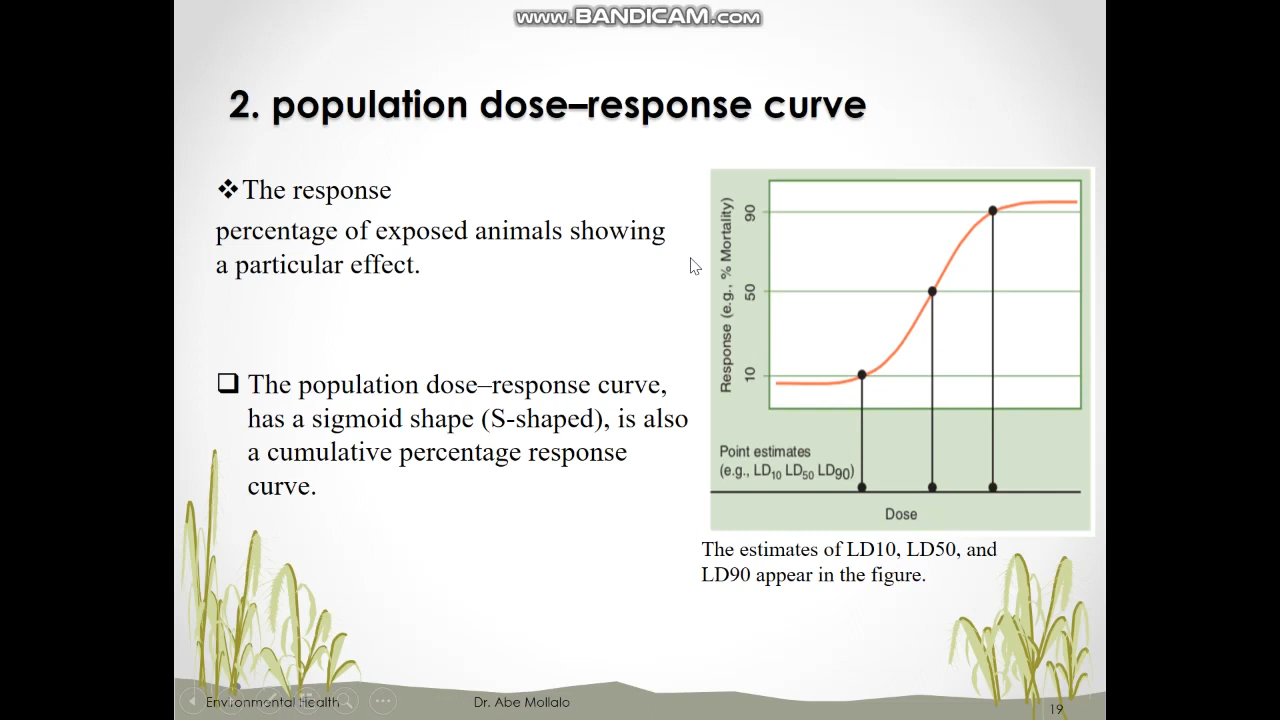 www.BANDICAM.com
2. population dose–response curve
❖The response
percentage of exposed animals showing
a particular effect.
❑ The population dose–response curve,
has a sigmoid shape (S-shaped), is also
a cumulative percentage response
curve.
Response (e.g., % Mortality)
90
50
10
Point estimates
(e.g., LD10 LD50 LD90)
Dose
The estimates of LD10, LD50, and
LD90 appear in the figure.
Environmental Health
Dr. Abe Mollalo
19